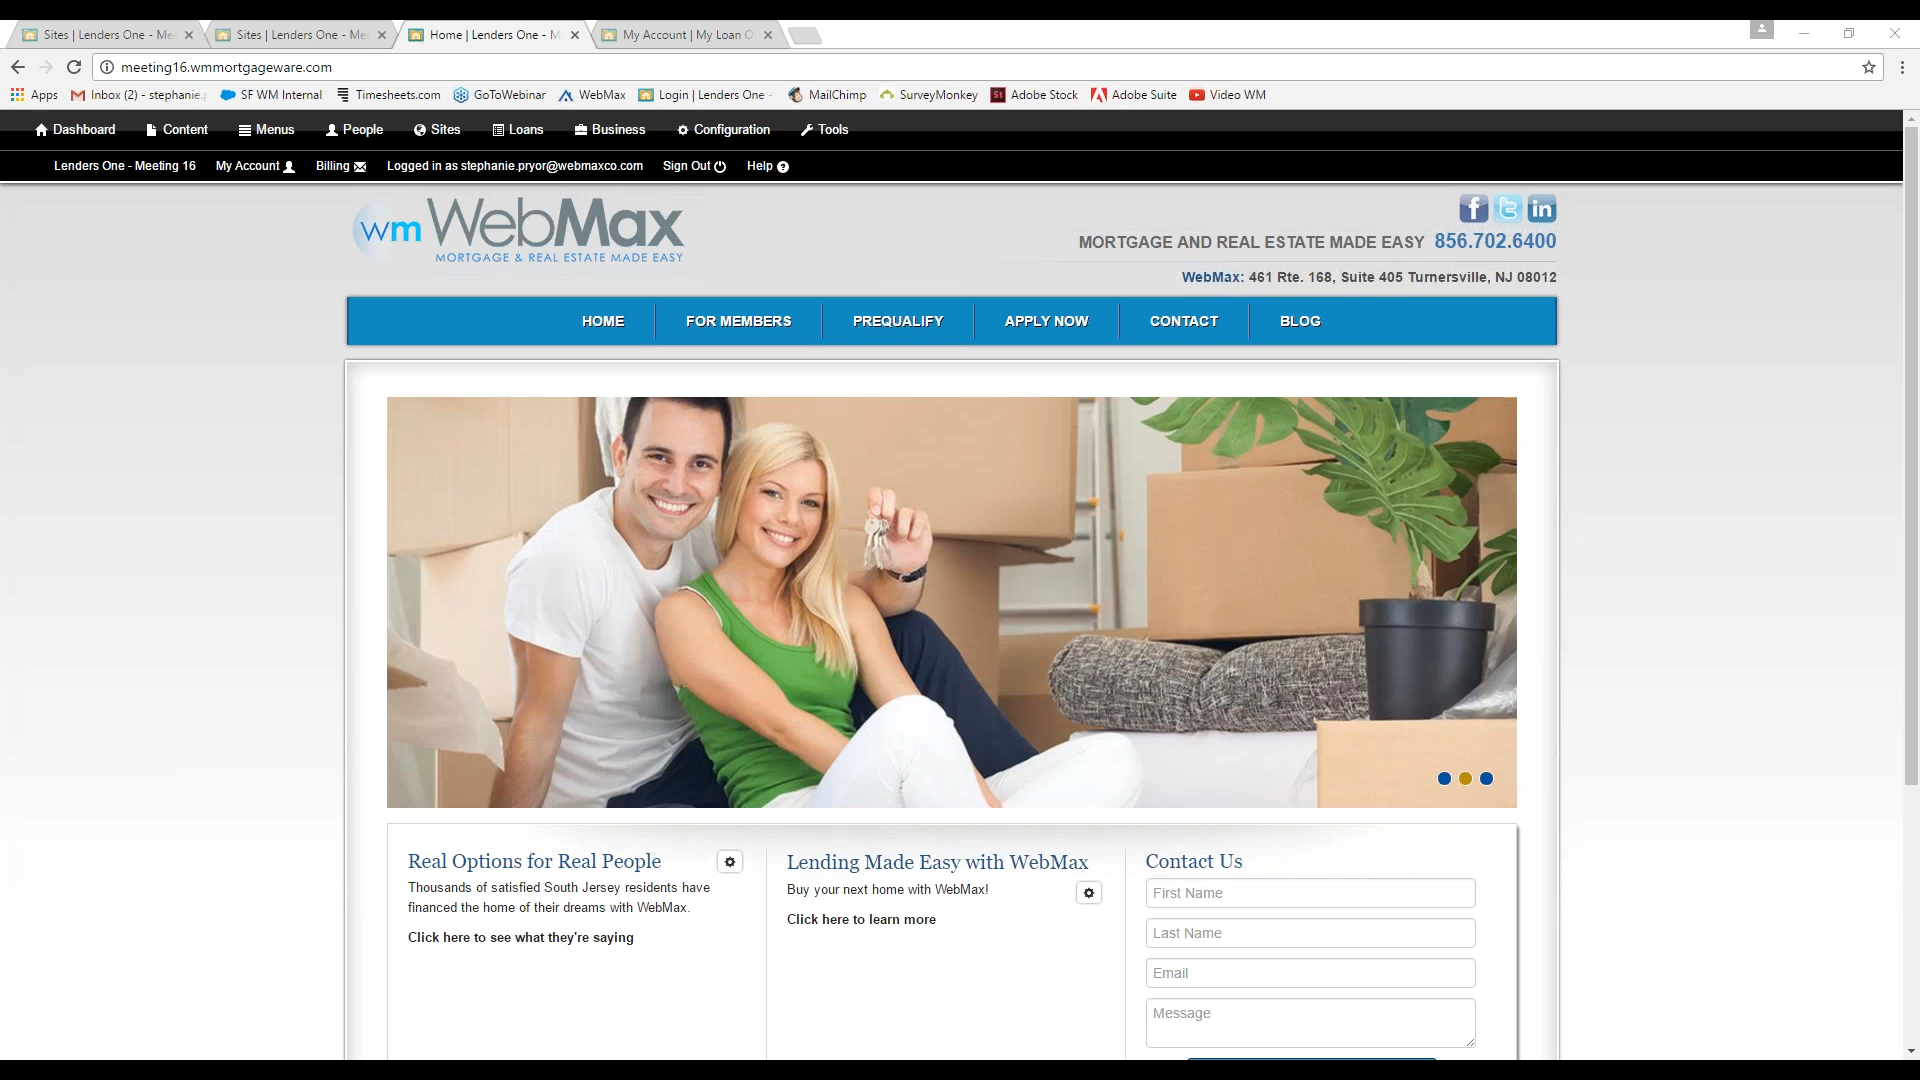 Sites | Lenders One - Me
Sites | Lenders One - Me
Home | Lenders One - M
My Account | My Loan O
meeting16.wmmortgageware.com
Apps
Inbox (2) - stephanie.
SF WM Internal
Timesheets.com
GoToWebinar
WebMax
Login | Lenders One -
MailChimp
SurveyMonkey
Adobe Stock
Adobe Suite
Video WM
Dashboard
Content
Menus
People
Sites
Loans
Business
Configuration
Tools
Lenders One - Meeting 16
My Account
Billing
Logged in as stephanie.pryor@webmaxco.com
Sign Out
Help
wm WebMax
MORTGAGE & REAL ESTATE MADE EASY
MORTGAGE AND REAL ESTATE MADE EASY 856.702.6400
WebMax: 461 Rte. 168, Suite 405 Turnersville, NJ 08012
HOME
FOR MEMBERS
PREQUALIFY
APPLY NOW
CONTACT
BLOG
Real Options for Real People
Thousands of satisfied South Jersey residents have
financed the home of their dreams with WebMax.
Click here to see what they're saying
Lending Made Easy with WebMax
Buy your next home with WebMax!
Click here to learn more
Contact Us
First Name
Last Name
Email
Message